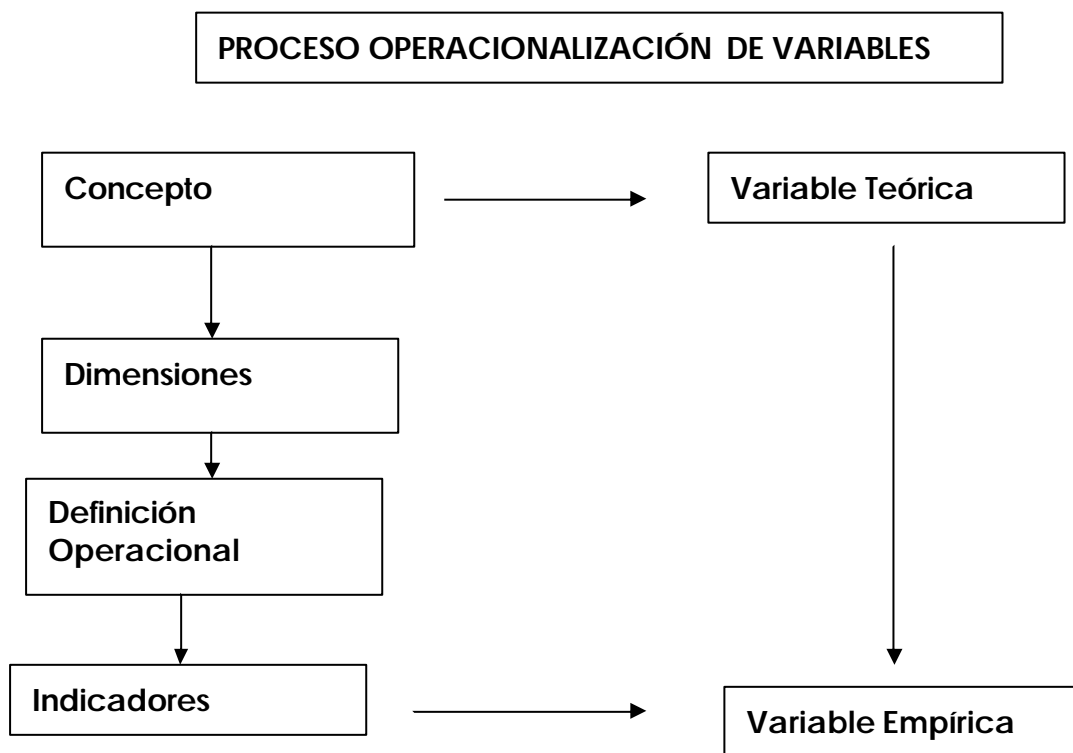 PROCESO OPERACIONALIZACIÓN DE VARIABLES
Concepto
Variable Teórica
Dimensiones
Definición
Operacional
Indicadores
Variable Empírica